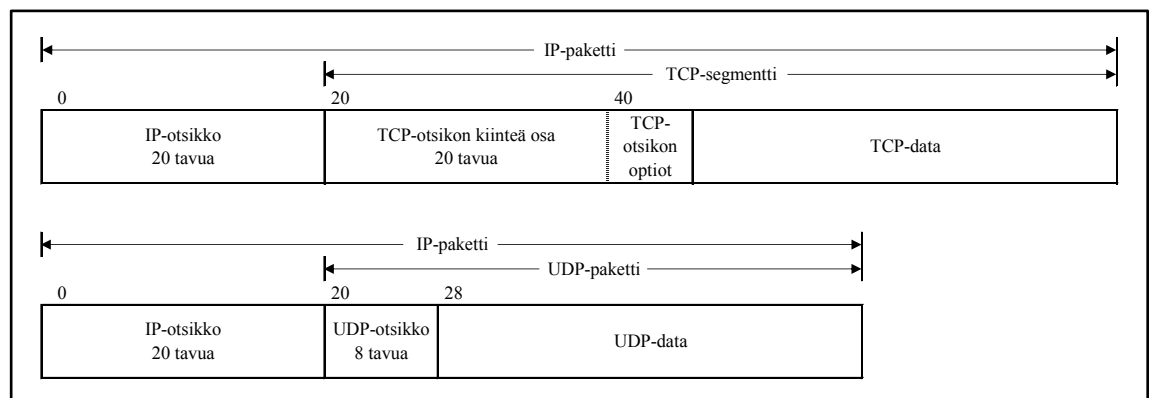 IP-paketti
TCP-segmentti
0 20 40
IP-otsikko
20 tavua
TCP-otsikon kiinteä osa
20 tavua
TCP-
otsikon
optiot
TCP-data
IP-paketti
UDP-paketti
0 20 28
IP-otsikko
20 tavua
UDP-otsikko
8 tavua
UDP-data